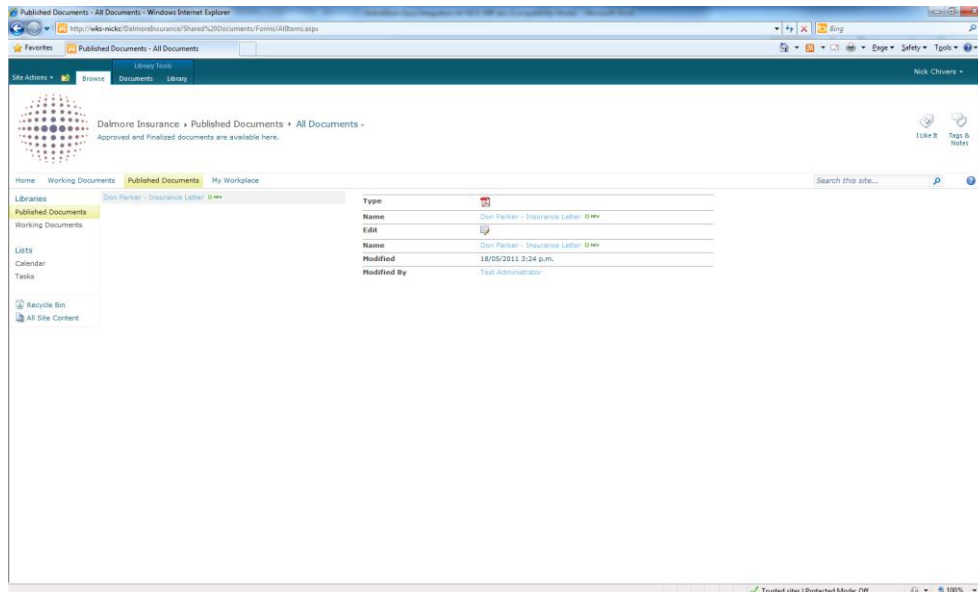 Published Documents - All Documents - Windows Internet Explorer
http://wks-nickc/DalmoreInsurance/Shared%20Documents/Forms/AllItems.aspx
Bing
Favorites Published Documents - All Documents
Page Safety Tools
Library Tools
Site Actions Browse Documents Library
Nick Chivers
Dalmore Insurance Published Documents All Documents
Approved and Finalized documents are available here.
I Like It Tags & Notes
Home Working Documents Published Documents My Workplace
Search this site...
Libraries
Published Documents
Working Documents
Lists
Calendar
Tasks
Recycle Bin
All Site Content
Don Parker - Insurance Letter NEW
Type
Name Don Parker - Insurance Letter NEW
Edit
Name Don Parker - Insurance Letter NEW
Modified 18/05/2011 3:24 p.m.
Modified By Test Administrator
Trusted sites | Protected Mode: Off
100%